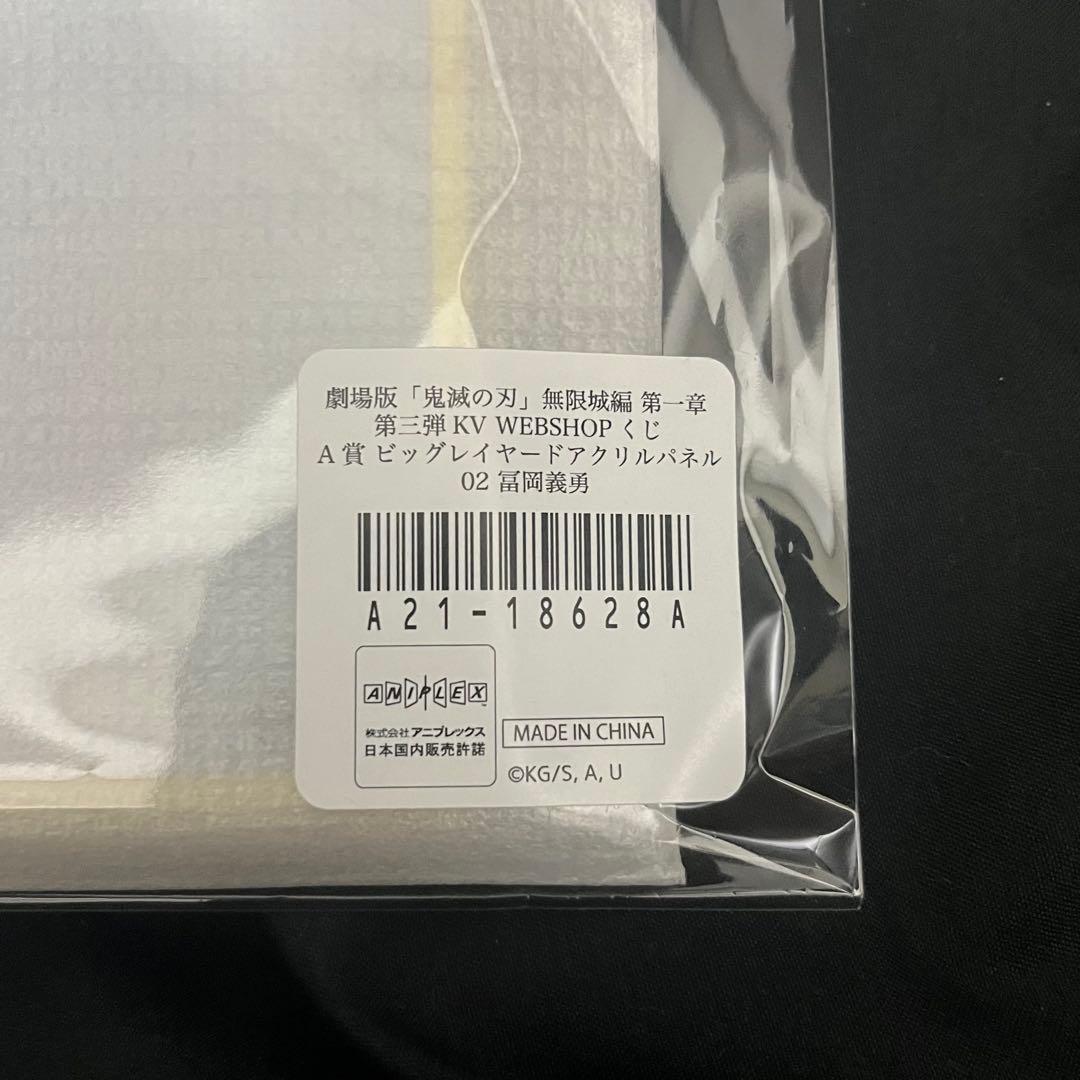 劇場版「鬼滅の刃」無限城編 第一章
第三弾 KV WEBSHOP くじ
A 賞 ビッグレイヤードアクリルパネル
02 冨岡義勇
A21-18628A
ANIPLEX
株式会社 アニプレックス
日本国内販売許諾
MADE IN CHINA
©KG/S, A, U